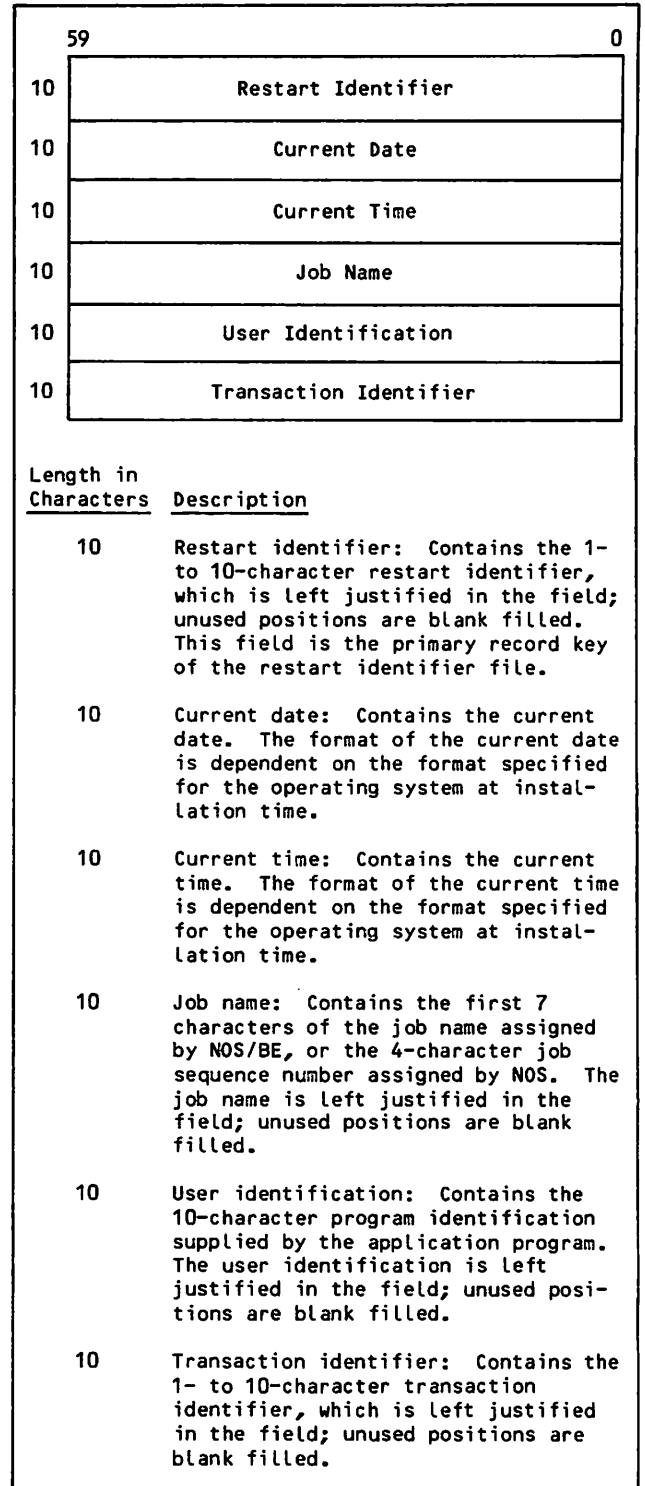 59 0
10 Restart Identifier
10 Current Date
10 Current Time
10 Job Name
10 User Identification
10 Transaction Identifier
Length in
Characters Description
10 Restart identifier: Contains the 1-
to 10-character restart identifier,
which is left justified in the field;
unused positions are blank filled.
This field is the primary record key
of the restart identifier file.
10 Current date: Contains the current
date. The format of the current date
is dependent on the format specified
for the operating system at instal-
lation time.
10 Current time: Contains the current
time. The format of the current time
is dependent on the format specified
for the operating system at instal-
lation time.
10 Job name: Contains the first 7
characters of the job name assigned
by NOS/BE, or the 4-character job
sequence number assigned by NOS. The
job name is left justified in the
field; unused positions are blank
filled.
10 User identification: Contains the
10-character program identification
supplied by the application program.
The user identification is left
justified in the field; unused posi-
tions are blank filled.
10 Transaction identifier: Contains the
1- to 10-character transaction
identifier, which is left justified
in the field; unused positions are
blank filled.